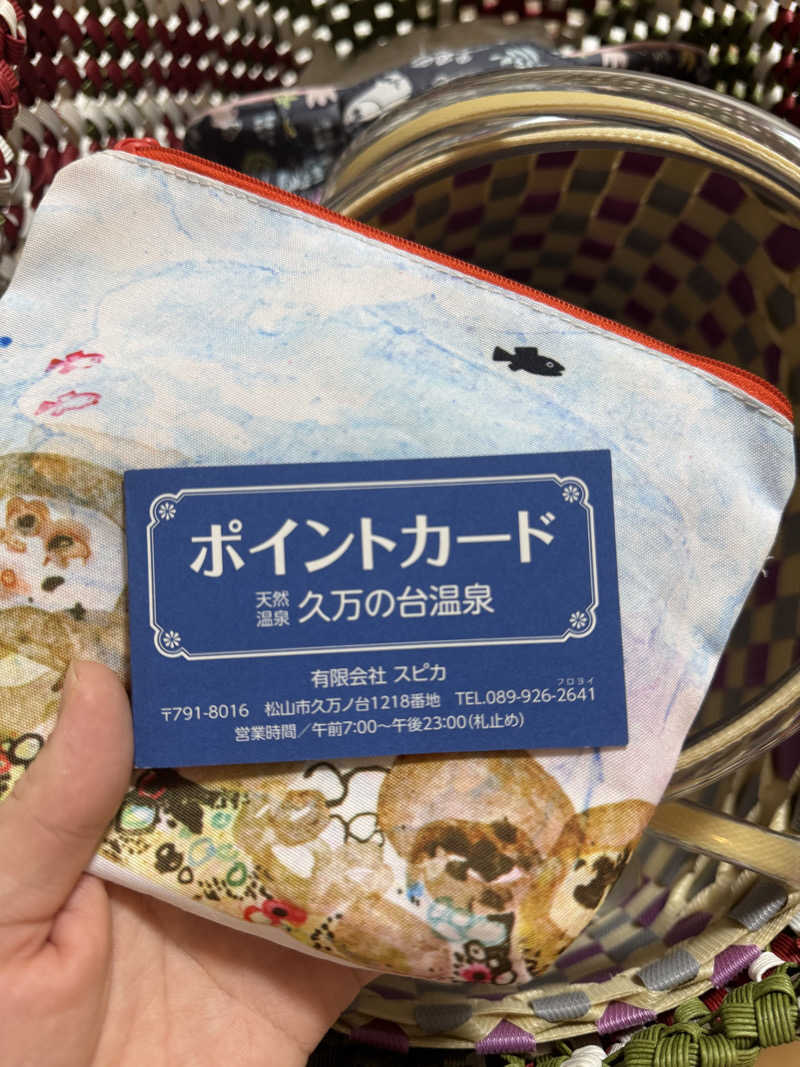 ポイントカード
天然温泉 久万の台温泉
有限会社 スピカ
フロヨイ
〒791-8016 松山市久万ノ台1218番地 TEL.089-926-2641
営業時間／午前7:00〜午後23:00(札止め)